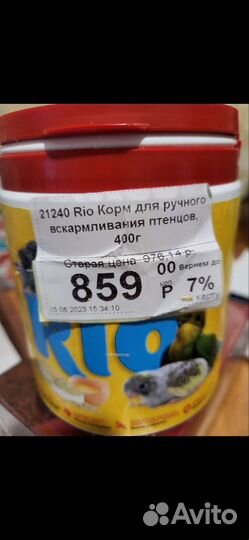 21240 Rio Корм для ручного
вскармливания птенцов,
400г
Старая цена 976.14 р.
859 00 Р
Вернем до
7%
карту
15.06.2023 15:34:10
RIO
Avito